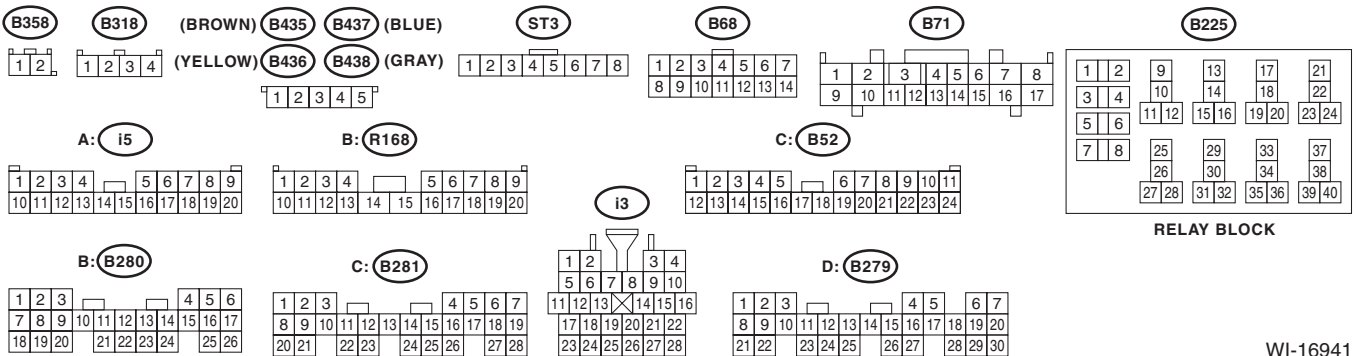 B358 B318 (BROWN) B435 B437 (BLUE) ST3 B68 B71 B225
(YELLOW) B436 B438 (GRAY)
1 2
1 2 3 4
1 2 3 4 5
1 2 3 4 5 6 7 8
1 2 3 4 5 6 7
8 9 10 11 12 13 14
1 2 3 4 5 6 7 8
9 10 11 12 13 14 15 16 17
1 2 9 13 17 21
3 4 10 14 18 22
11 12 15 16 19 20 23 24
5 6
7 8 25 29 33 37
26 30 34 38
27 28 31 32 35 36 39 40
RELAY BLOCK
A: i5
1 2 3 4 5 6 7 8 9
10 11 12 13 14 15 16 17 18 19 20
B: R168
1 2 3 4 5 6 7 8 9
10 11 12 13 14 15 16 17 18 19 20
C: B52
1 2 3 4 5 6 7 8 9 10 11
12 13 14 15 16 17 18 19 20 21 22 23 24
B: B280
1 2 3 4 5 6
7 8 9 10 11 12 13 14 15 16 17
18 19 20 21 22 23 24 25 26
C: B281
1 2 3 4 5 6 7
8 9 10 11 12 13 14 15 16 17 18 19
20 21 22 23 24 25 26 27 28
i3
1 2 3 4
5 6 7 8 9 10
11 12 13 14 15 16
17 18 19 20 21 22
23 24 25 26 27 28
D: B279
1 2 3 4 5 6 7
8 9 10 11 12 13 14 15 16 17 18 19 20
21 22 23 24 25 26 27 28 29 30
WI-16941